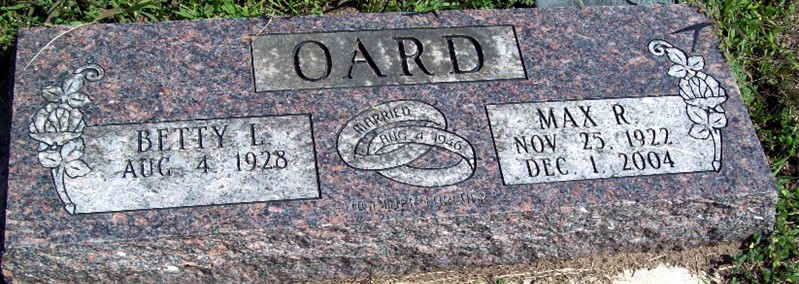 OARD
BETTY L.
AUG. 4, 1928
MARRIED
AUG. 4, 1946
MAX R.
NOV. 25, 1922
DEC. 1, 2004